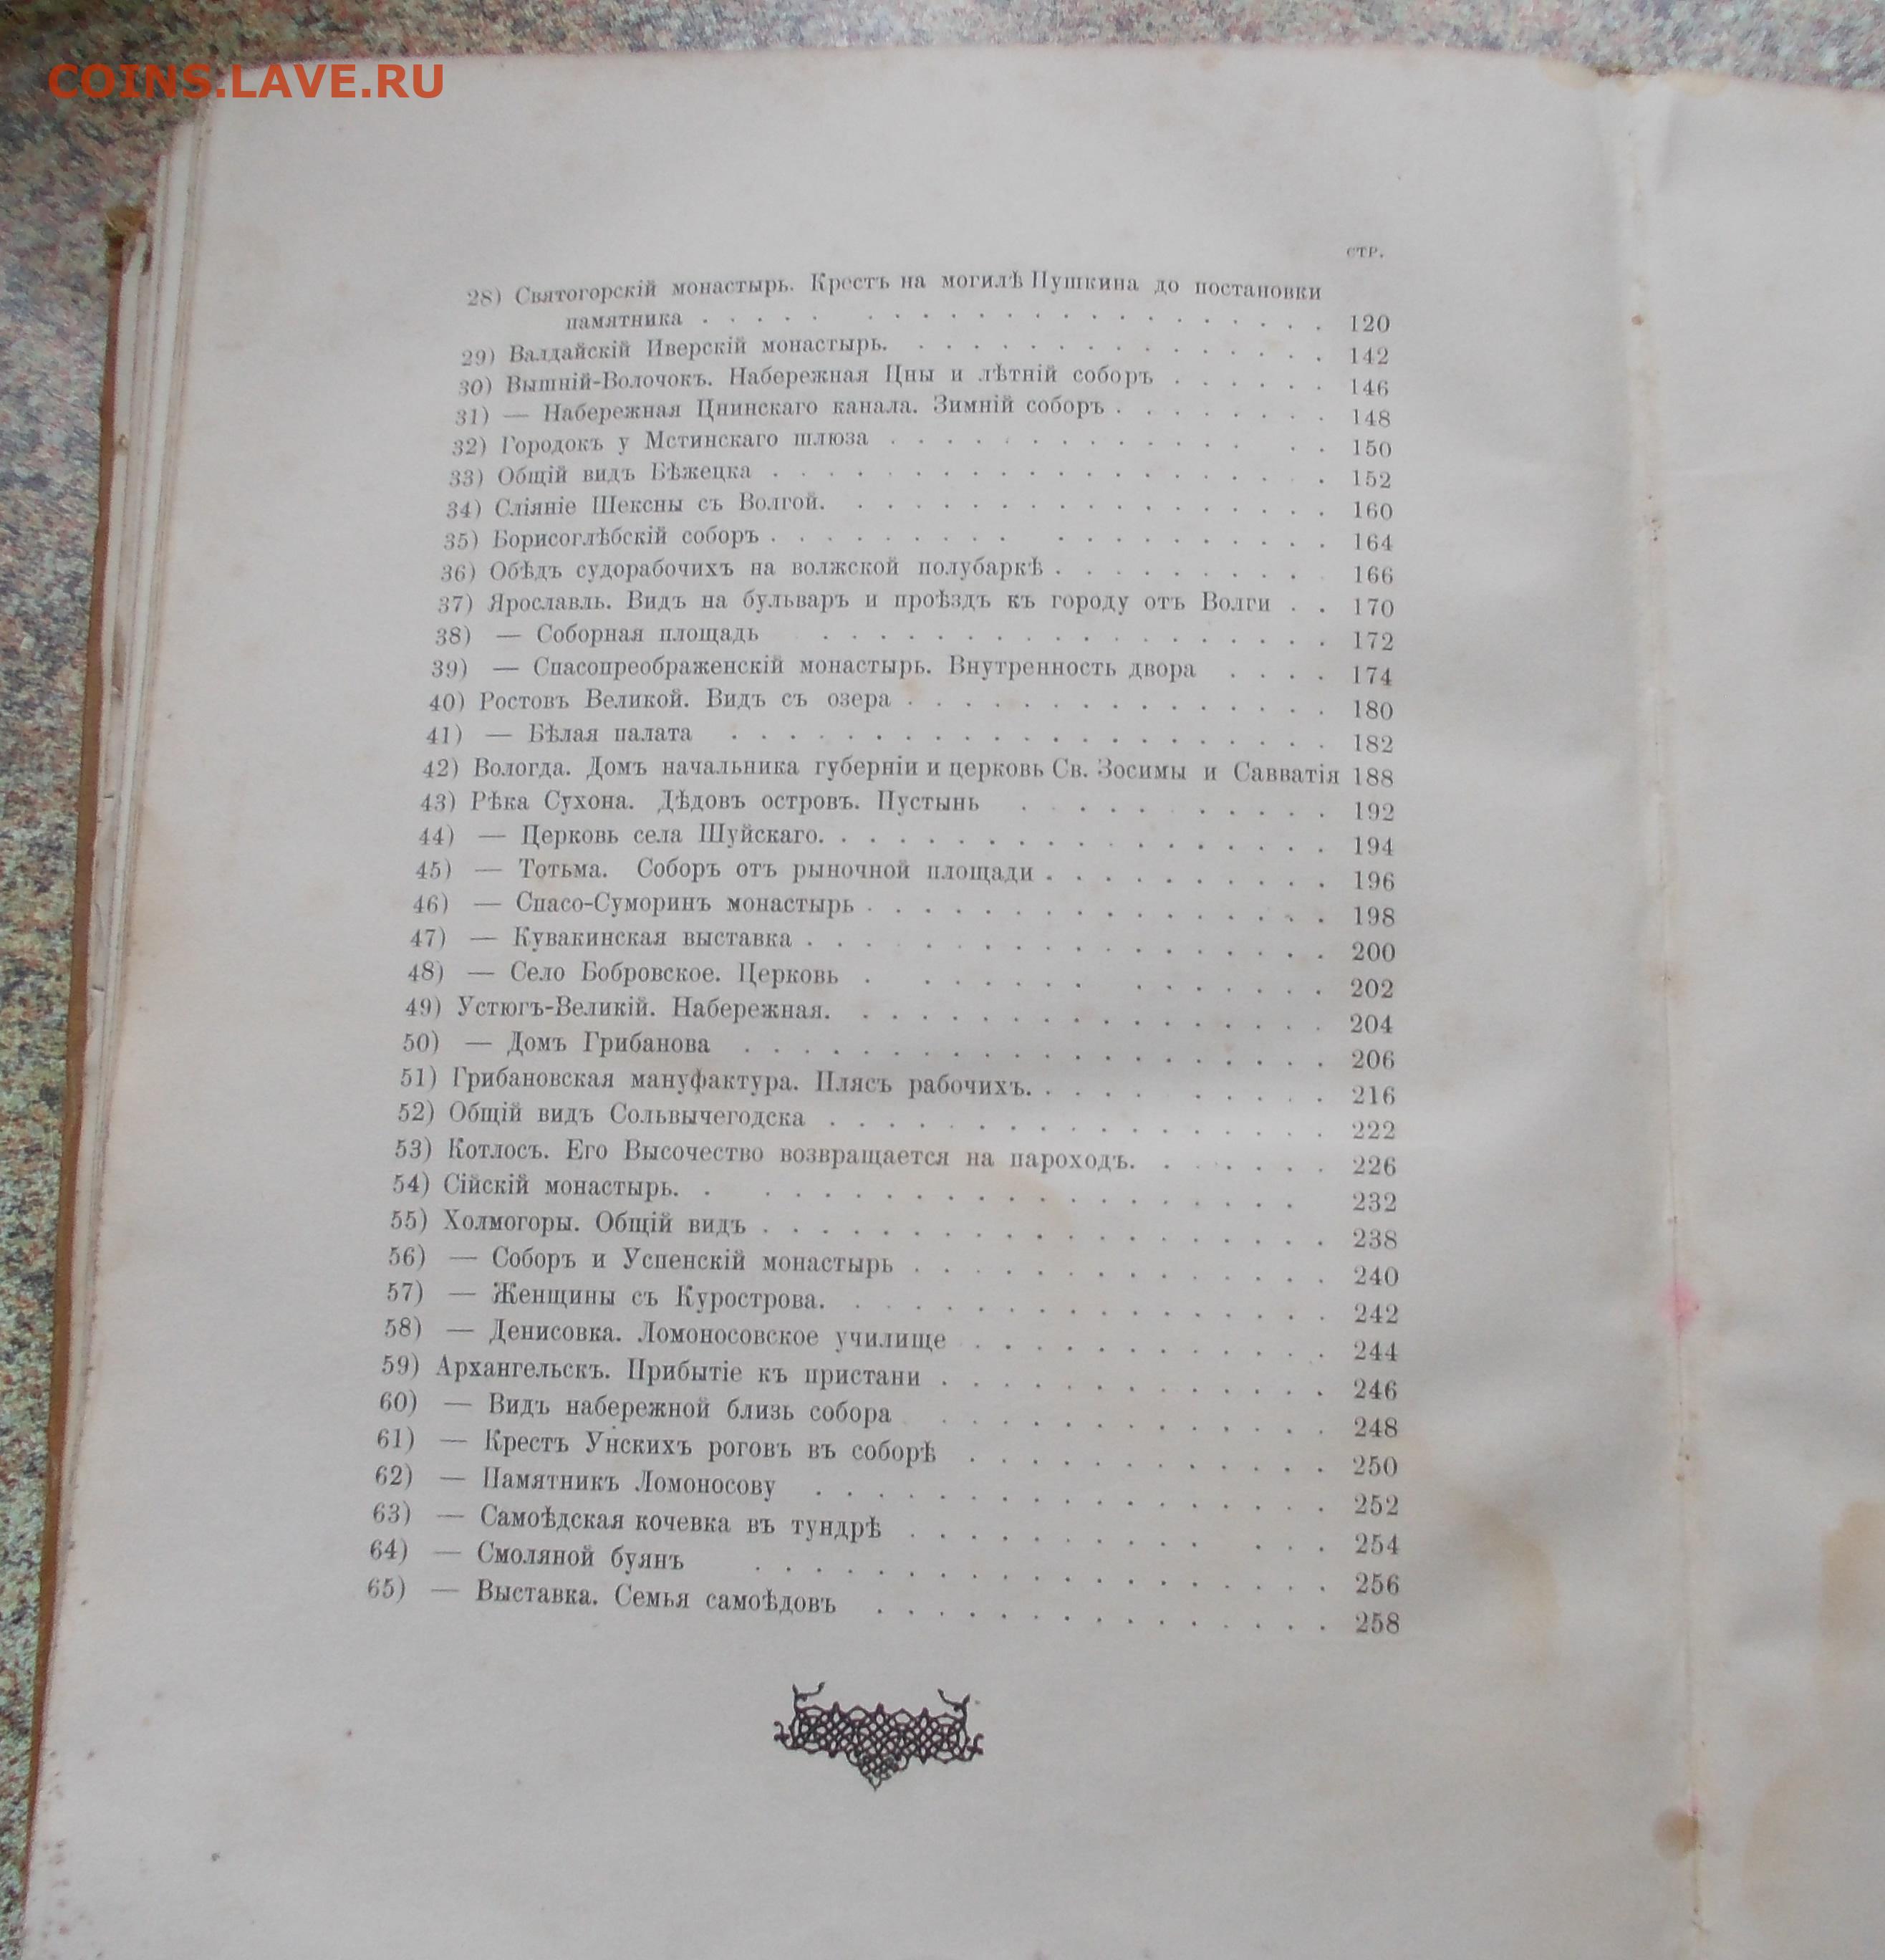 COINS.LAVE.RU
стр.
28) Святогорскій монастырь. Крестъ на могилѣ Пушкина до постановки
памятника . . . . . . . . . . . . . . . . . . . . . . 120
29) Валдайскій Иверскій монастырь. . . . . . . . . . . . . . . . 142
30) Вышній-Волочокъ. Набережная Цны и лѣтній соборъ . . . . . . 146
31) — Набережная Цнинскаго канала. Зимній соборъ . . . . . . . . 148
32) Городокъ у Мстинскаго шлюза . . . . . . . . . . . . . . . 150
33) Общій видъ Бѣжецка . . . . . . . . . . . . . . . . . . . . 152
34) Сліяніе Шексны съ Волгой. . . . . . . . . . . . . . . . . . 160
35) Борисоглѣбскій соборъ . . . . . . . . . . . . . . . . . . . 164
36) Обѣдъ судорабочихъ на волжской полубаркѣ . . . . . . . . . 166
37) Ярославль. Видъ на бульваръ и проѣздъ къ городу отъ Волги . . 170
38) — Соборная площадь . . . . . . . . . . . . . . . . . . 172
39) — Спасопреображенскій монастырь. Внутренность двора . . . . 174
40) Ростовъ Великой. Видъ съ озера . . . . . . . . . . . . . . . 180
41) — Бѣлая палата . . . . . . . . . . . . . . . . . . . . . 182
42) Вологда. Домъ начальника губерніи и церковь Св. Зосимы и Савватія 188
43) Рѣка Сухона. Дѣдовъ островъ. Пустынь . . . . . . . . . 192
44) — Церковь села Шуйскаго. . . . . . . . . . . . . . . . . . 194
45) — Тотьма. Соборъ отъ рыночной площади . . . . . . . . . . 196
46) — Спасо-Суморинъ монастырь . . . . . . . . . . . . . . . . 198
47) — Кувакинская выставка . . . . . . . . . . . . . . . . . 200
48) — Село Бобровское. Церковь . . . . . . . . . . . . . . 202
49) Устюгъ-Великій. Набережная. . . . . . . . . . . . . . . . . 204
50) — Домъ Грибанова . . . . . . . . . . . . . . . . . . . . 206
51) Грибановская мануфактура. Плясъ рабочихъ. . . . . . . . . 216
52) Общій видъ Сольвычегодска . . . . . . . . . . . . . . . . . 222
53) Котлосъ. Его Высочество возвращается на пароходъ. . . . . . . 226
54) Сійскій монастырь. . . . . . . . . . . . . . . . . . . . 232
55) Холмогоры. Общій видъ . . . . . . . . . . . . . . . . . . . 238
56) — Соборъ и Успенскій монастырь . . . . . . . . . . . . . . 240
57) — Женщины съ Курострова. . . . . . . . . . . . . . . . . 242
58) — Денисовка. Ломоносовское училище . . . . . . . . . . . . 244
59) Архангельскъ. Прибытіе къ пристани . . . . . . . . . . . . . 246
60) — Видъ набережной близь собора . . . . . . . . . . . . . 248
61) — Крестъ Унскихъ роговъ въ соборѣ . . . . . . . . . . . . 250
62) — Памятникъ Ломоносову . . . . . . . . . . . . . . . . . 252
63) — Самоѣдская кочевка въ тундрѣ . . . . . . . . . . . . . 254
64) — Смоляной буянъ . . . . . . . . . . . . . . . . . . . 256
65) — Выставка. Семья самоѣдовъ . . . . . . . . . . . . . . . 258